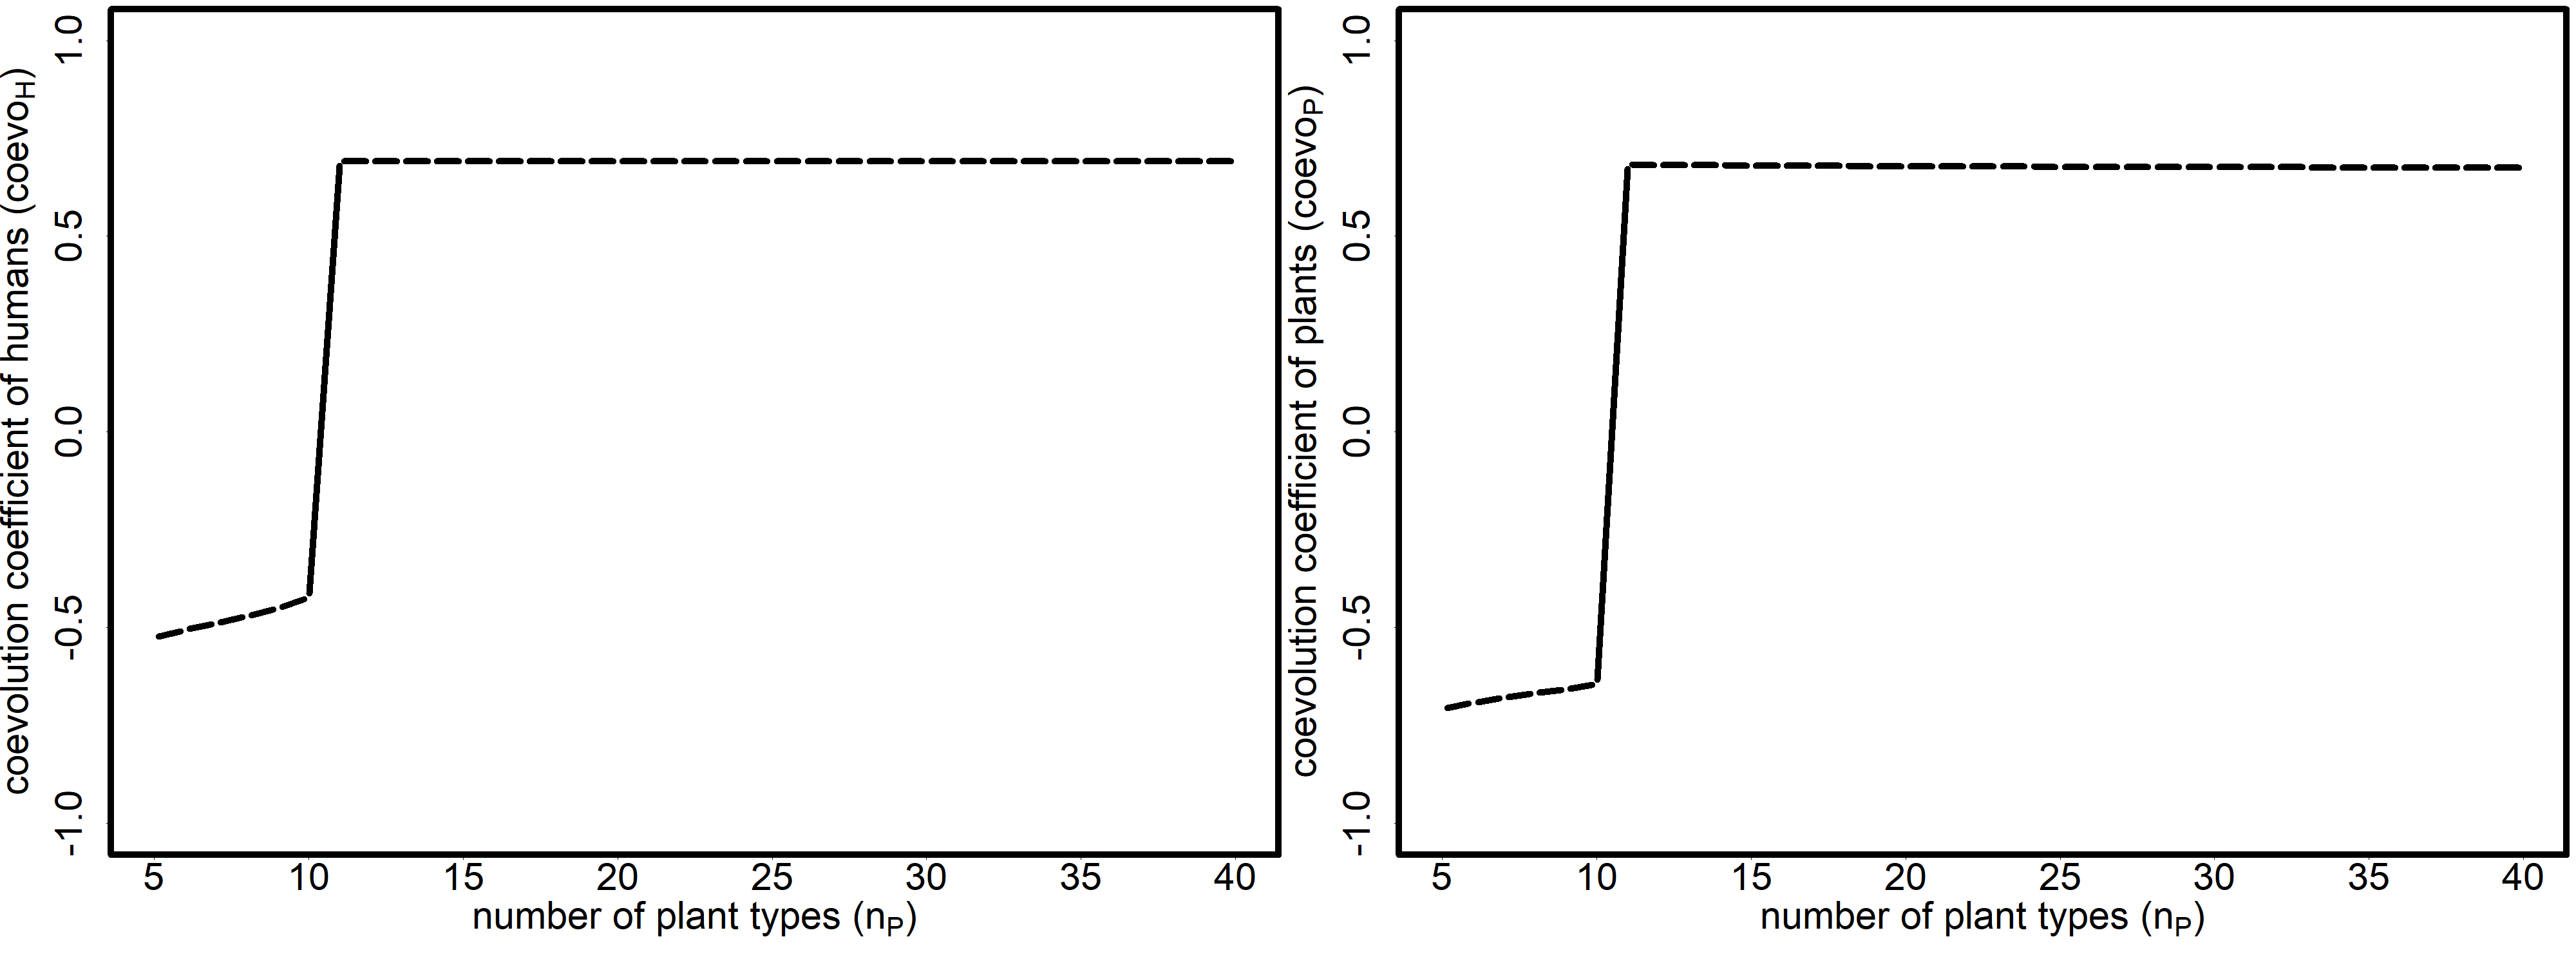 coevolution coefficient of humans (coevoH)
1.0
0.5
0.0
-0.5
-1.0
5 10 15 20 25 30 35 40
number of plant types (nP)
coevolution coefficient of plants (coevoP)
1.0
0.5
0.0
-0.5
-1.0
5 10 15 20 25 30 35 40
number of plant types (nP)